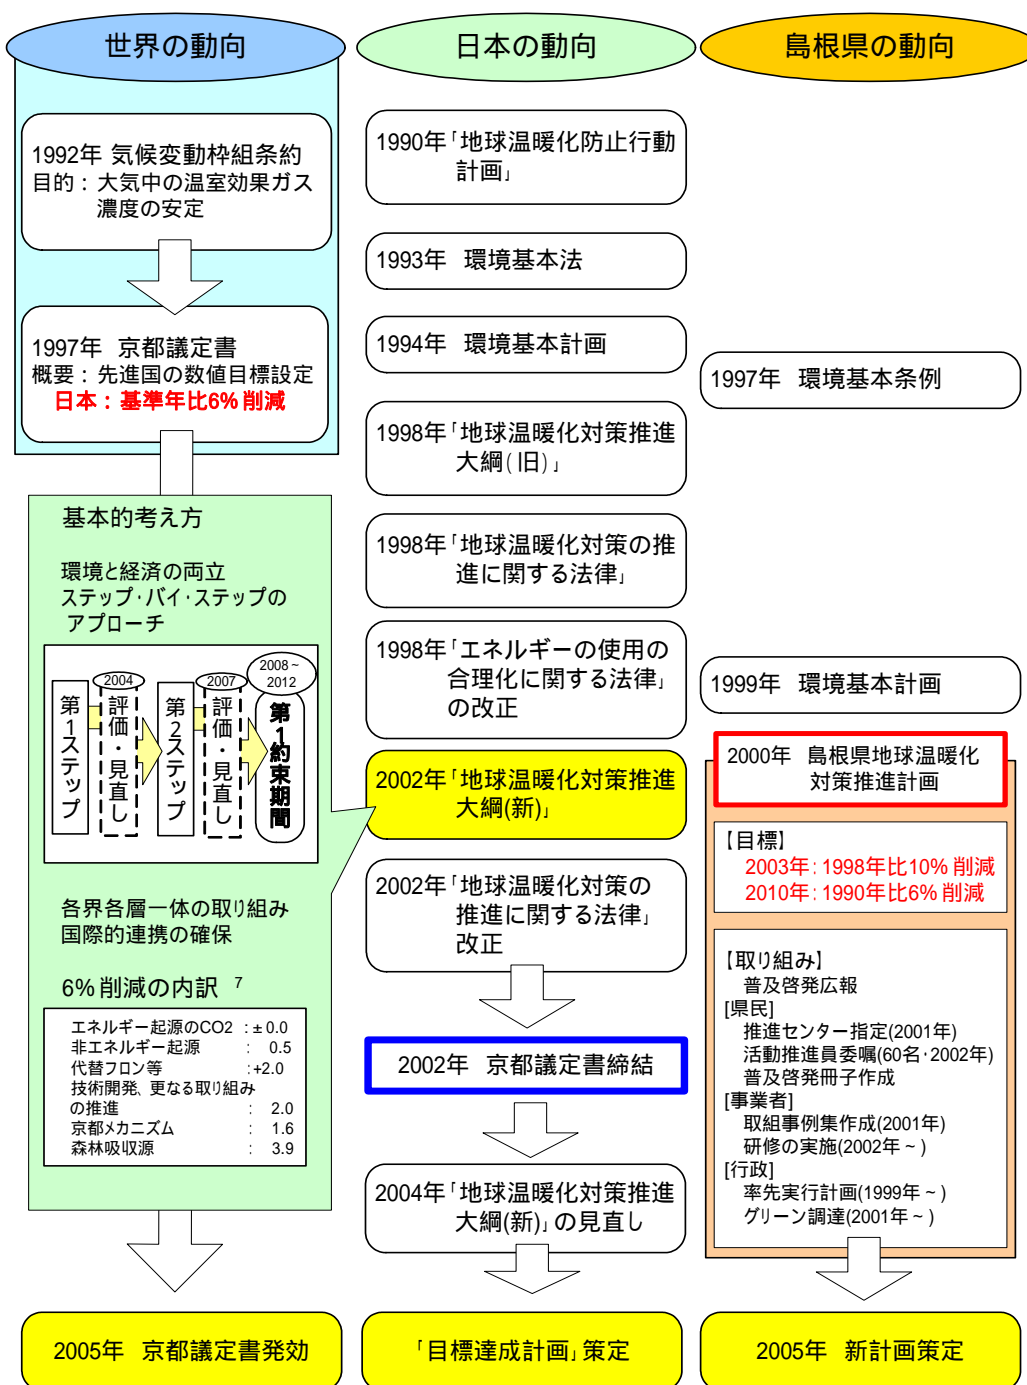 世界の動向
1992年 気候変動枠組条約
目的：大気中の温室効果ガス
濃度の安定
1997年 京都議定書
概要：先進国の数値目標設定
日本：基準年比6%削減
基本的考え方
環境と経済の両立
ステップ・バイ・ステップの
アプローチ
第1ステップ
2004
評価・見直し
第2ステップ
2007
評価・見直し
2008～
2012
第1約束期間
各界各層一体の取り組み
国際的連携の確保
6%削減の内訳 7
エネルギー起源のCO2 :±0.0
非エネルギー起源 : 0.5
代替フロン等 :+2.0
技術開発、更なる取り組み
の推進 : 2.0
京都メカニズム : 1.6
森林吸収源 : 3.9
2005年 京都議定書発効
日本の動向
1990年「地球温暖化防止行動
計画」
1993年 環境基本法
1994年 環境基本計画
1998年「地球温暖化対策推進
大綱(旧)」
1998年「地球温暖化対策の推
進に関する法律」
1998年「エネルギーの使用の
合理化に関する法律」
の改正
2002年「地球温暖化対策推進
大綱(新)」
2002年「地球温暖化対策の
推進に関する法律」
改正
2002年 京都議定書締結
2004年「地球温暖化対策推進
大綱(新)」の見直し
「目標達成計画」策定
島根県の動向
1997年 環境基本条例
1999年 環境基本計画
2000年 島根県地球温暖化
対策推進計画
【目標】
2003年：1998年比10%削減
2010年：1990年比6%削減
【取り組み】
普及啓発広報
[県民]
推進センター指定(2001年)
活動推進員委嘱(60名・2002年)
普及啓発冊子作成
[事業者]
取組事例集作成(2001年)
研修の実施(2002年～)
[行政]
率先実行計画(1999年～)
グリーン調達(2001年～)
2005年 新計画策定